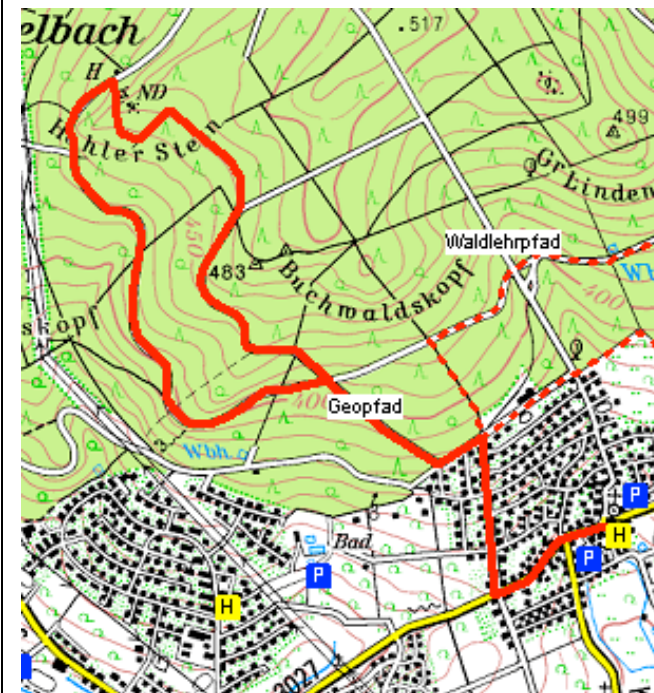 elbach
.517
H
ND
499
Hohler Stein
Gr. Linden
Waldlehrpfad
450
483
Wb
Buchwaldskopf
400
skopf
400
Geopfad
Wbh
P
H
Bad
P
P
H
2027